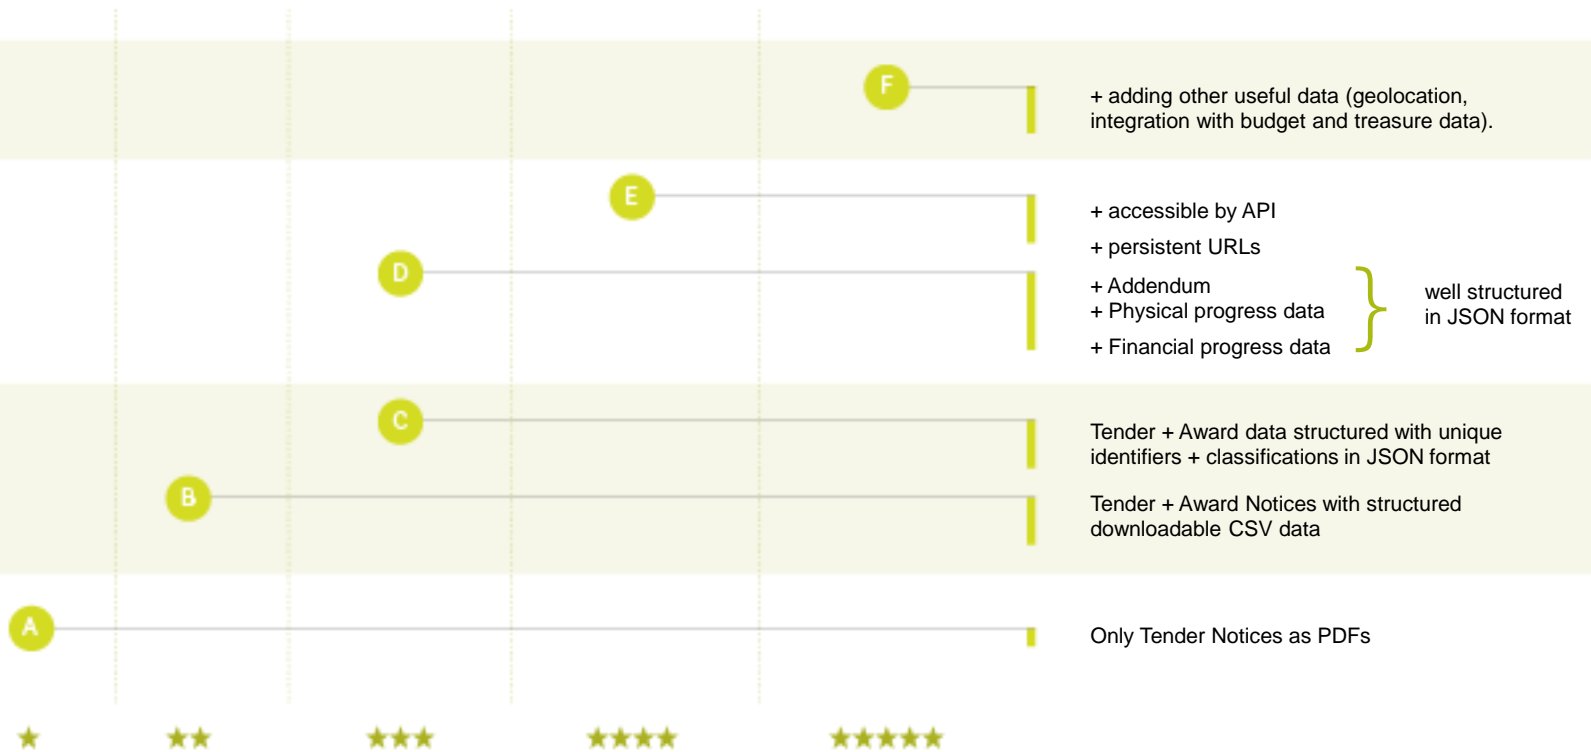 F
+ adding other useful data (geolocation,
integration with budget and treasure data).
E
+ accessible by API
+ persistent URLs
D
+ Addendum
+ Physical progress data
+ Financial progress data
well structured
in JSON format
C
Tender + Award data structured with unique
identifiers + classifications in JSON format
B
Tender + Award Notices with structured
downloadable CSV data
A
Only Tender Notices as PDFs